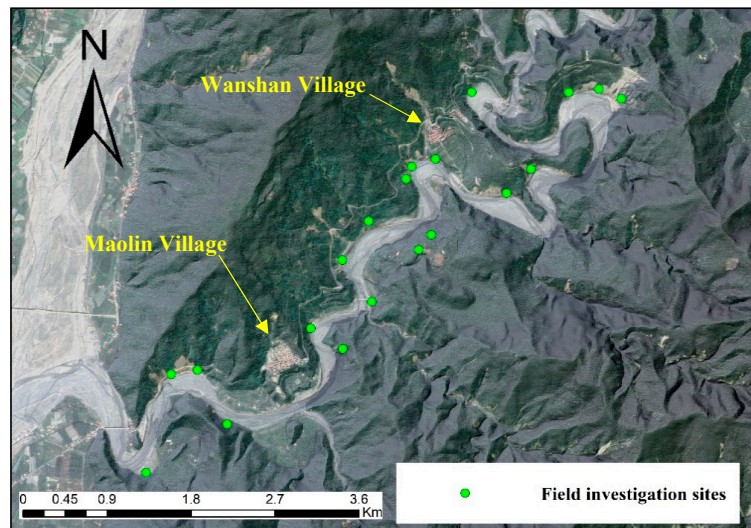 N
Wanshan Village
Maolin Village
0 0.45 0.9 1.8 2.7 3.6
Km
Field investigation sites